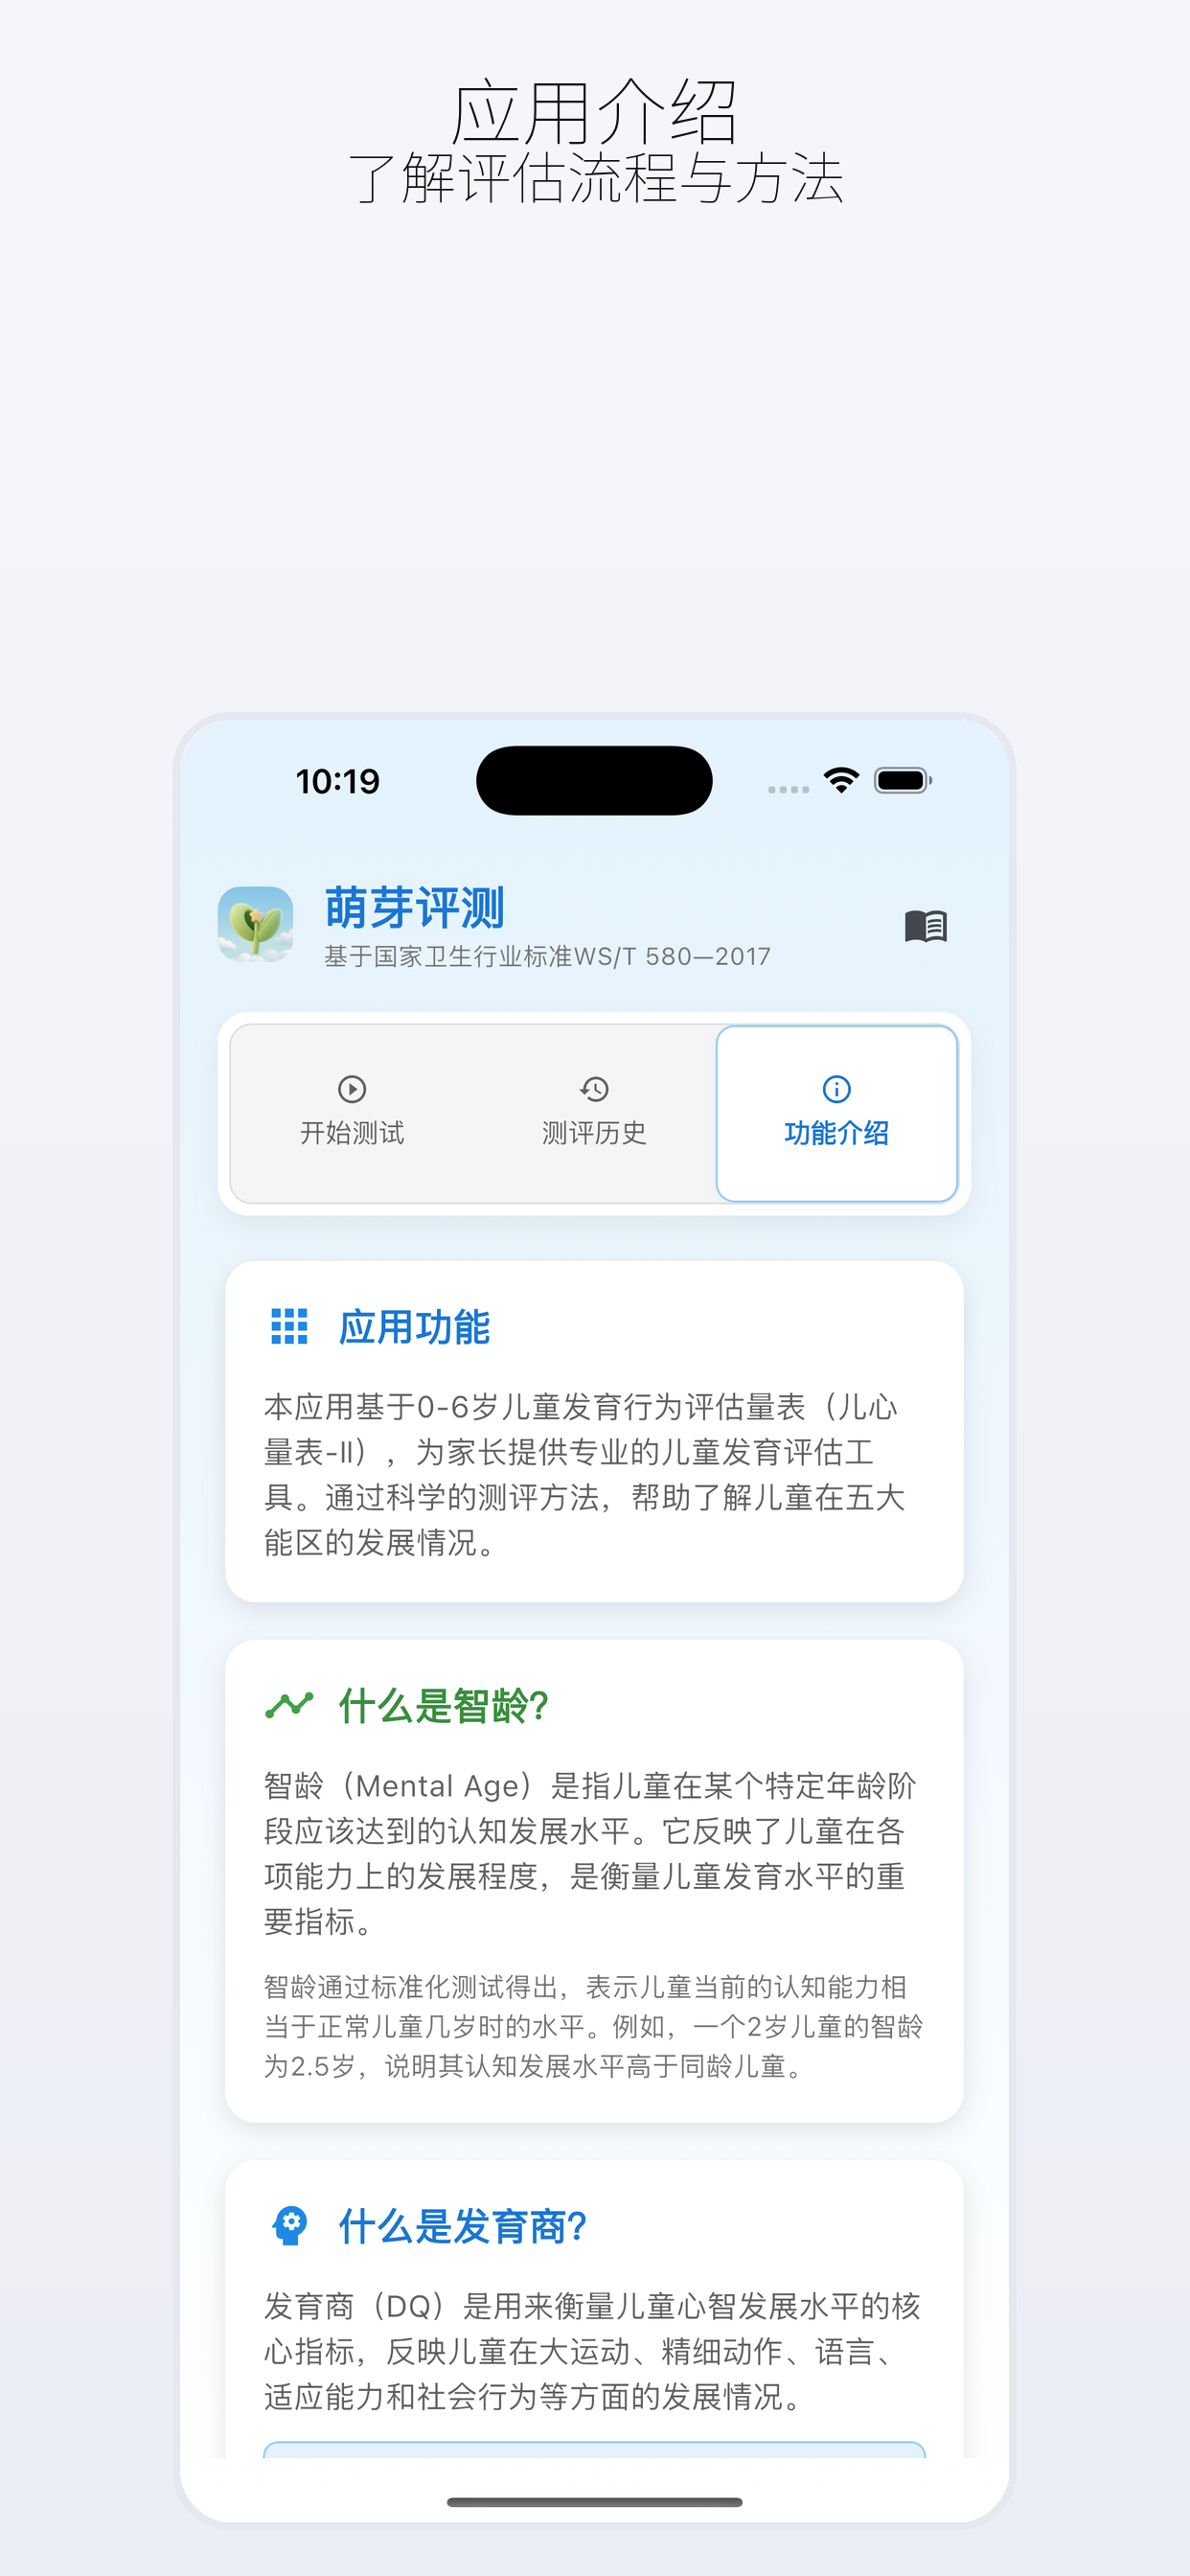 应用介绍
了解评估流程与方法
10:19
萌芽评测
基于国家卫生行业标准WS/T 580—2017
开始测试
测评历史
功能介绍
应用功能
本应用基于0-6岁儿童发育行为评估量表（儿心
量表-II），为家长提供专业的儿童发育评估工
具。通过科学的测评方法，帮助了解儿童在五大
能区的发展情况。
什么是智龄?
智龄（Mental Age）是指儿童在某个特定年龄阶
段应该达到的认知发展水平。它反映了儿童在各
项能力上的发展程度，是衡量儿童发育水平的重
要指标。
智龄通过标准化测试得出，表示儿童当前的认知能力相
当于正常儿童几岁时的水平。例如，一个2岁儿童的智龄
为2.5岁，说明其认知发展水平高于同龄儿童。
什么是发育商?
发育商（DQ）是用来衡量儿童心智发展水平的核
心指标，反映儿童在大运动、精细动作、语言、
适应能力和社会行为等方面的发展情况。